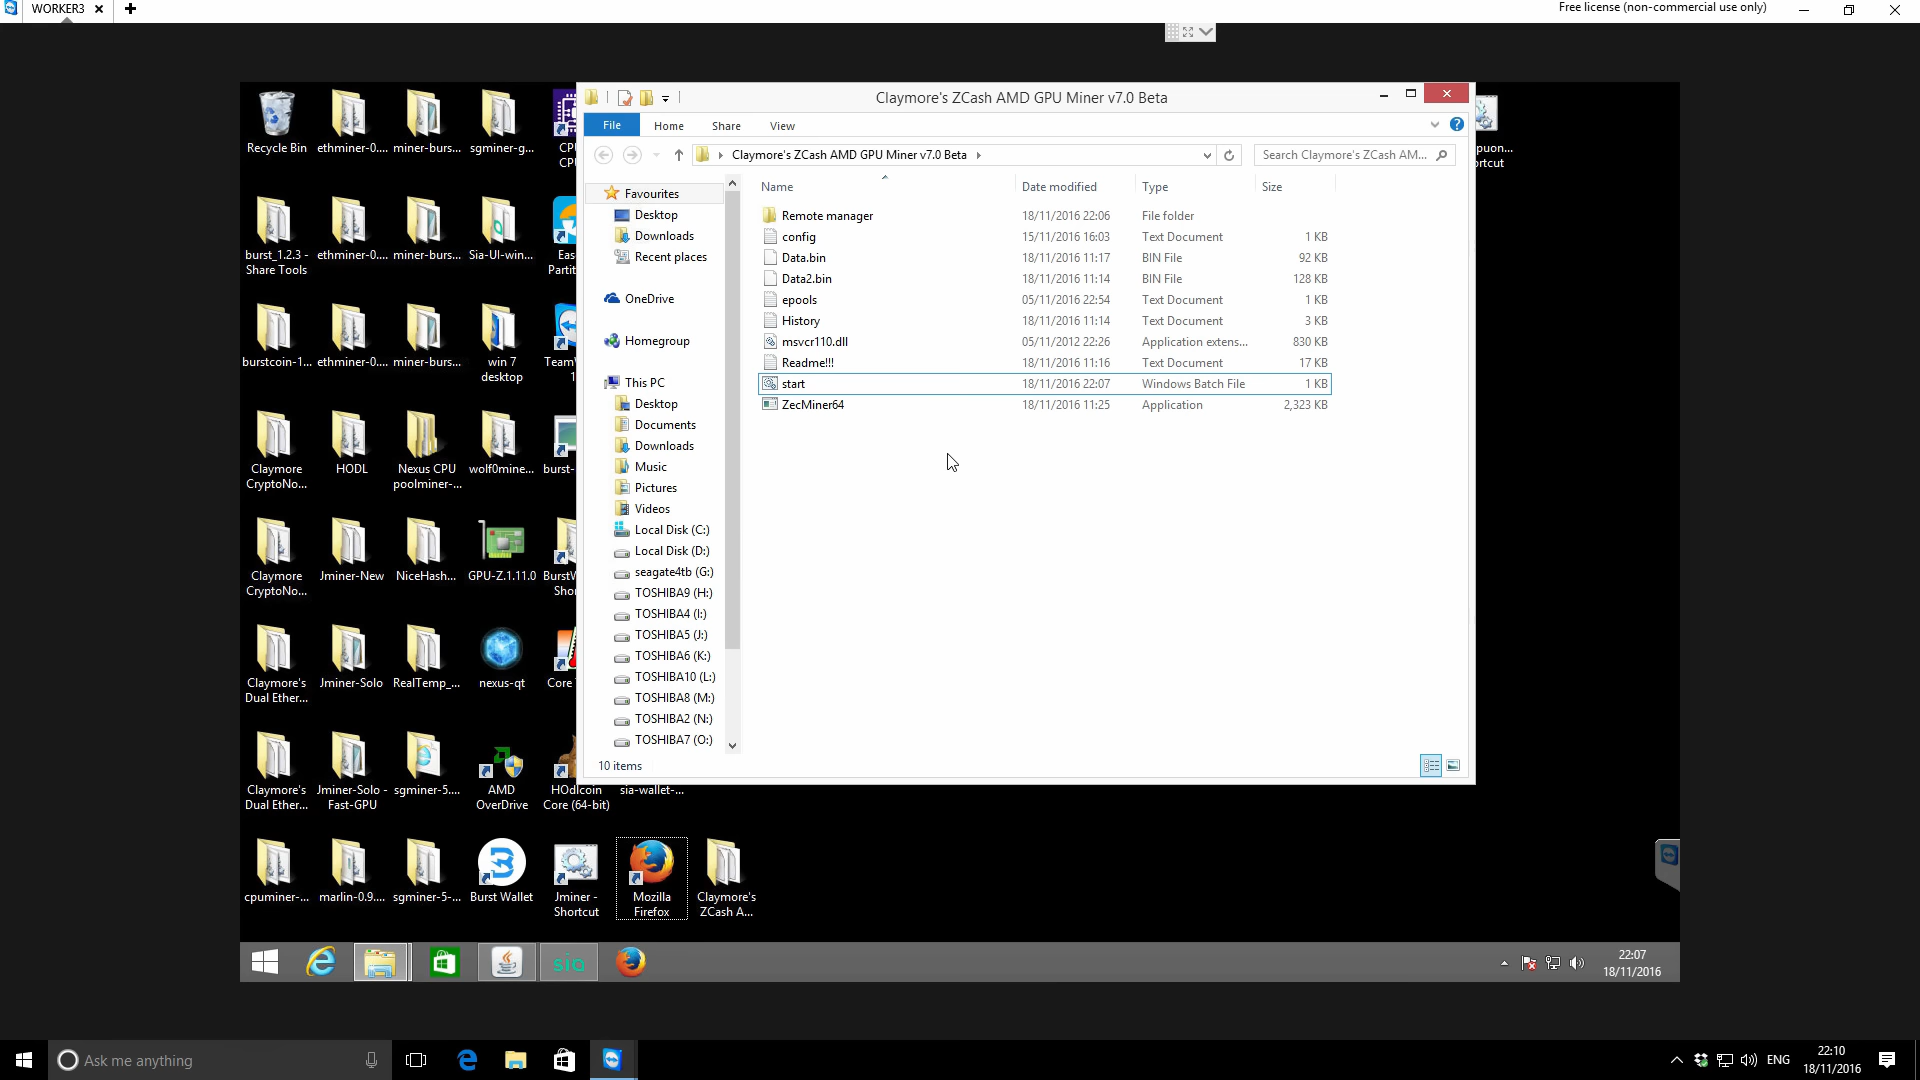 WORKER3
Free license (non-commercial use only)
Claymore's ZCash AMD GPU Miner v7.0 Beta
File Home Share View
Claymore's ZCash AMD GPU Miner v7.0 Beta
Search Claymore's ZCash AM...
Name Date modified Type Size
Remote manager 18/11/2016 22:06 File folder
config 15/11/2016 16:03 Text Document 1 KB
Data.bin 18/11/2016 11:17 BIN File 92 KB
Data2.bin 18/11/2016 11:14 BIN File 128 KB
epools 05/11/2016 22:54 Text Document 1 KB
History 18/11/2016 11:14 Text Document 3 KB
msvcr110.dll 05/11/2012 22:26 Application extens... 830 KB
Readme!!! 18/11/2016 11:16 Text Document 17 KB
start 18/11/2016 22:07 Windows Batch File 1 KB
ZecMiner64 18/11/2016 11:25 Application 2,323 KB
Favourites
Desktop
Downloads
Recent places
OneDrive
Homegroup
This PC
Desktop
Documents
Downloads
Music
Pictures
Videos
Local Disk (C:)
Local Disk (D:)
seagate4tb (G:)
TOSHIBA9 (H:)
TOSHIBA4 (I:)
TOSHIBA5 (J:)
TOSHIBA6 (K:)
TOSHIBA10 (L:)
TOSHIBA8 (M:)
TOSHIBA2 (N:)
TOSHIBA7 (O:)
10 items
Recycle Bin ethminer-0.... miner-burs... sgminer-g...
burst_1.2.3 -
Share Tools
ethminer-0.... miner-burs... Sia-UI-win...
burstcoin-1... ethminer-0.... miner-burs...
win 7
desktop
Claymore
CryptoNo...
HODL
Nexus CPU
poolminer-...
wolf0mine... burst-
Claymore
CryptoNo...
Jminer-New NiceHash... GPU-Z.1.11.0
Claymore's
Dual Ether...
Jminer-Solo RealTemp_... nexus-qt Core
Claymore's
Dual Ether...
Jminer-Solo -
Fast-GPU
sgminer-5....
AMD
OverDrive
HOdlcoin
Core (64-bit)
sia-wallet-...
cpuminer-... marlin-0.9.... sgminer-5-... Burst Wallet
Jminer -
Shortcut
Mozilla
Firefox
Claymore's
ZCash A...
sia
22:07
18/11/2016
Ask me anything
ENG
22:10
18/11/2016